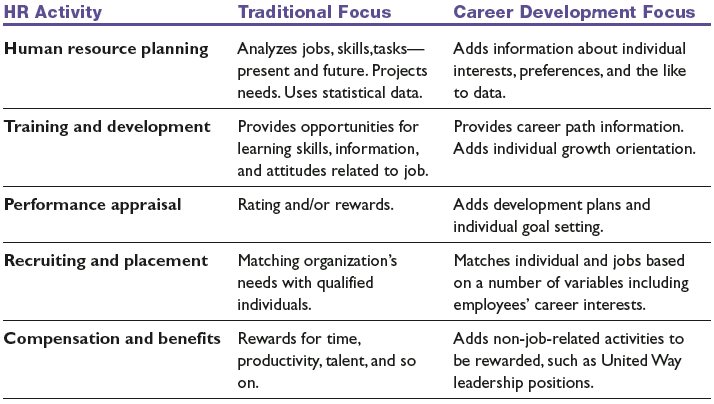 HR Activity Traditional Focus Career Development Focus
Human resource planning Analyzes jobs, skills,tasks— Adds information about individual
present and future. Projects interests, preferences, and the like
needs. Uses statistical data. to data.
Training and development Provides opportunities for Provides career path information.
learning skills, information, Adds individual growth orientation.
and attitudes related to job.
Performance appraisal Rating and/or rewards. Adds development plans and
individual goal setting.
Recruiting and placement Matching organization’s Matches individual and jobs based
needs with qualified on a number of variables including
individuals. employees’ career interests.
Compensation and benefits Rewards for time, Adds non-job-related activities to
productivity, talent, and so be rewarded, such as United Way
on. leadership positions.